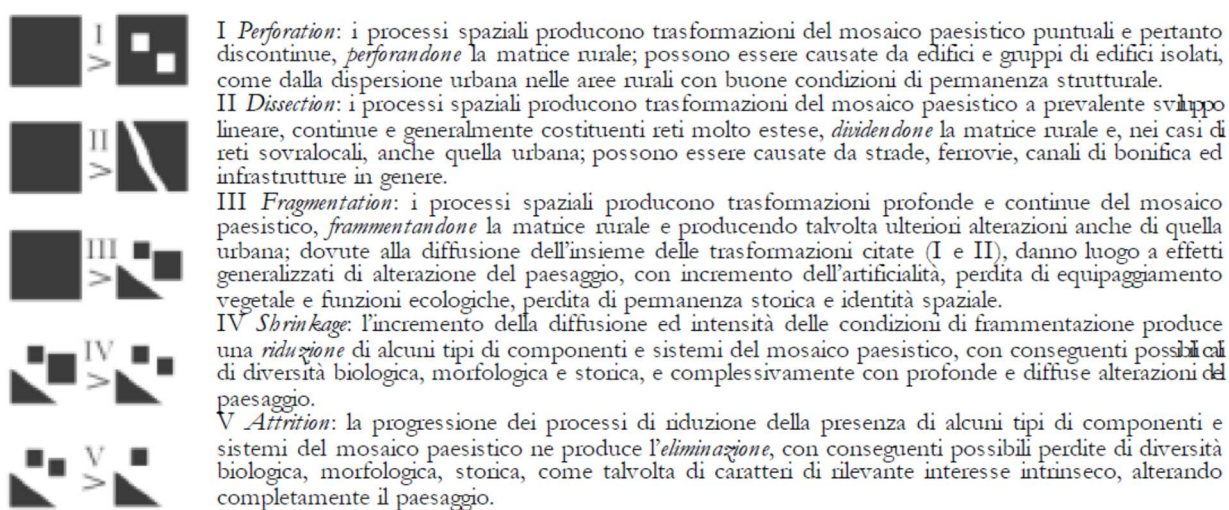 I
>
I Perforation: i processi spaziali producono trasformazioni del mosaico paesistico puntuali e pertanto
discontinue, perforandone la matrice rurale; possono essere causate da edifici e gruppi di edifici isolati,
come dalla dispersione urbana nelle aree rurali con buone condizioni di permanenza strutturale.
II
>
II Dissection: i processi spaziali producono trasformazioni del mosaico paesistico a prevalente sviluppo
lineare, continue e generalmente costituenti reti molto estese, dividendone la matrice rurale e, nei casi di
reti sovralocali, anche quella urbana; possono essere causate da strade, ferrovie, canali di bonifica ed
infrastrutture in genere.
III
>
III Fragmentation: i processi spaziali producono trasformazioni profonde e continue del mosaico
paesistico, frammentandone la matrice rurale e producendo talvolta ulteriori alterazioni anche di quella
urbana; dovute alla diffusione dell'insieme delle trasformazioni citate (I e II), danno luogo a effetti
generalizzati di alterazione del paesaggio, con incremento dell'artificialità, perdita di equipaggiamento
vegetale e funzioni ecologiche, perdita di permanenza storica e identità spaziale.
IV
>
IV Shrinkage: l'incremento della diffusione ed intensità delle condizioni di frammentazione produce
una riduzione di alcuni tipi di componenti e sistemi del mosaico paesistico, con conseguenti
di diversità biologica, morfologica e storica, e complessivamente con profonde e diffuse alterazioni del
paesaggio.
V
>
V Attrition: la progressione dei processi di riduzione della presenza di alcuni tipi di componenti e
sistemi del mosaico paesistico ne produce l'eliminazione, con conseguenti possibili perdite di diversità
biologica, morfologica, storica, come talvolta di caratteri di rilevante interesse intrinseco, alterando
completamente il paesaggio.